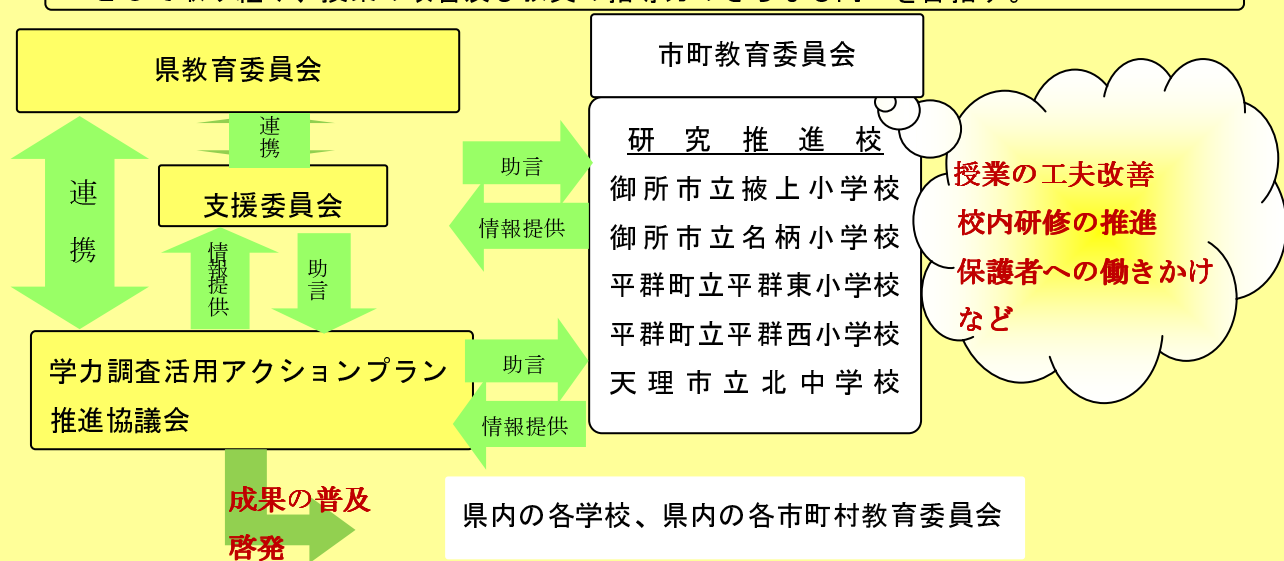 県教育委員会
市町教育委員会
連携
連携
支援委員会
情報提供
助言
助言
情報提供
研究推進校
御所市立掖上小学校
御所市立名柄小学校
平群町立平群東小学校
平群町立平群西小学校
天理市立北中学校
授業の工夫改善
校内研修の推進
保護者への働きかけ
など
学力調査活用アクションプラン
推進協議会
助言
情報提供
成果の普及
啓発
県内の各学校、県内の各市町村教育委員会